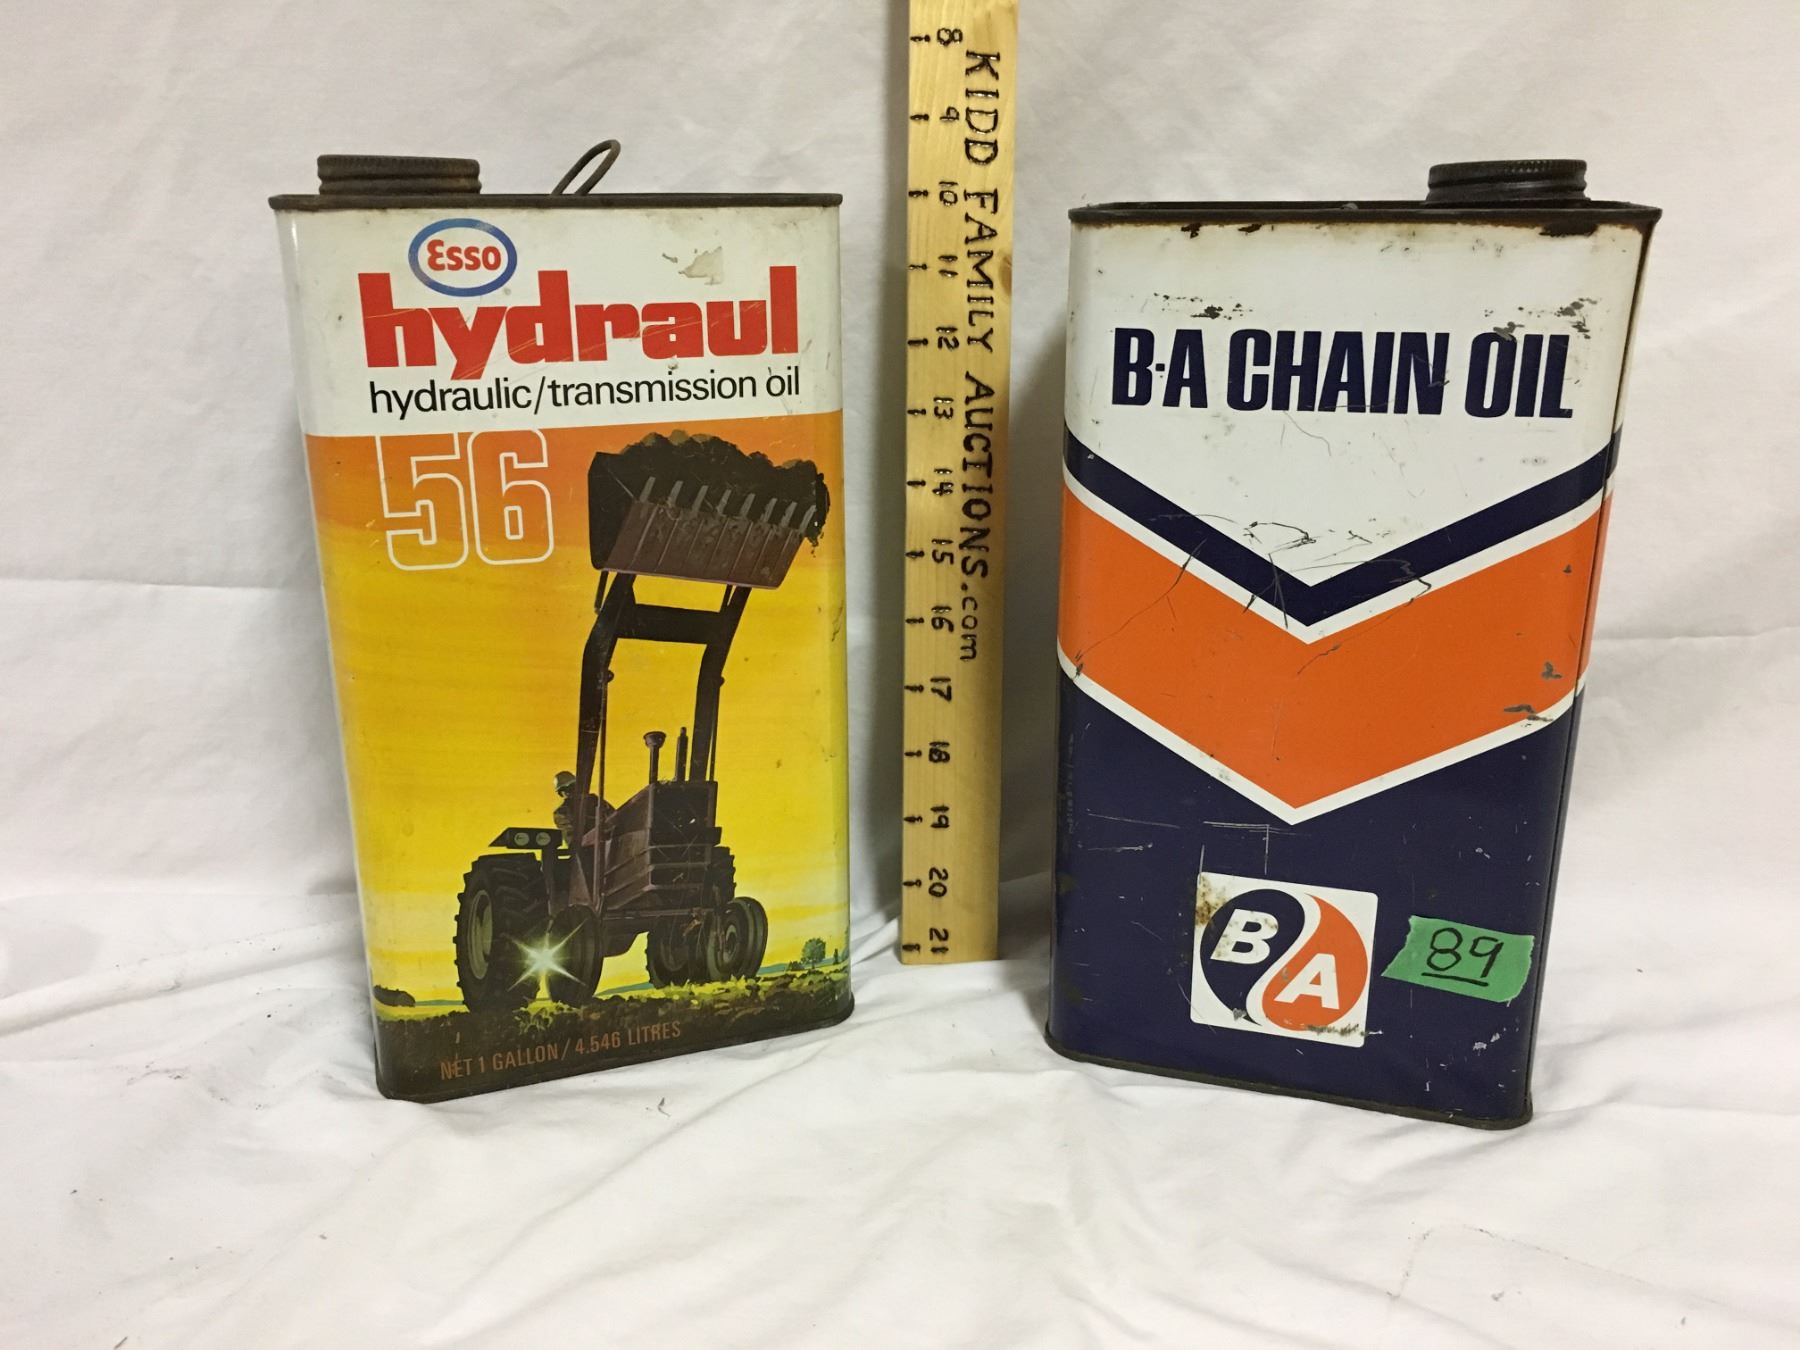 Esso
hydraul
hydraulic/transmission oil
56
NET 1 GALLON / 4.546 LITRES
8 9 10 11 12 13 14 15 16 17 18 19 20 21
KIDD FAMILY AUCTIONS.com
B·A CHAIN OIL
B A
89